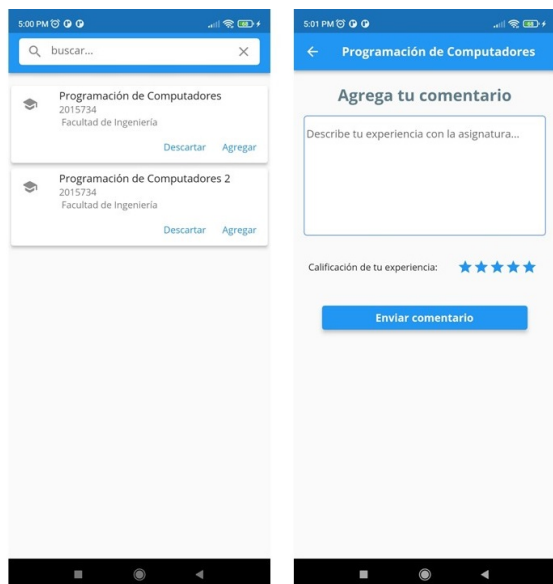 5:00 PM
buscar...
Programación de Computadores
2015734
Facultad de Ingeniería
Descartar Agregar
Programación de Computadores 2
2015734
Facultad de Ingeniería
Descartar Agregar
5:01 PM
Programación de Computadores
Agrega tu comentario
Describe tu experiencia con la asignatura...
Calificación de tu experiencia:
Enviar comentario